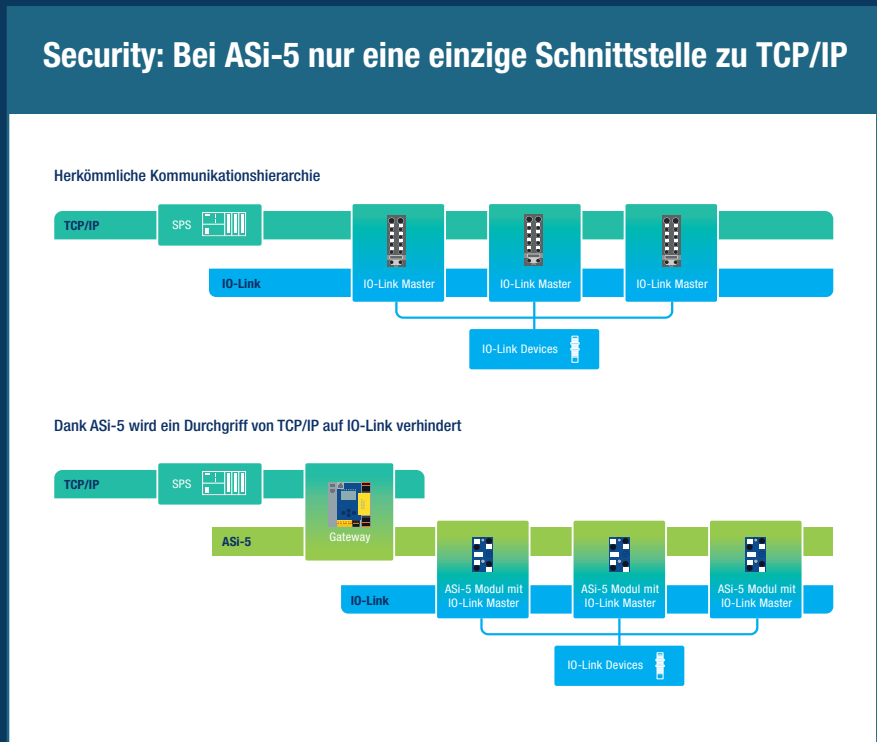 Security: Bei ASi-5 nur eine einzige Schnittstelle zu TCP/IP
Herkömmliche Kommunikationshierarchie
TCP/IP
SPS
IO-Link
IO-Link Master
IO-Link Master
IO-Link Master
IO-Link Devices
Dank ASi-5 wird ein Durchgriff von TCP/IP auf IO-Link verhindert
TCP/IP
SPS
Gateway
ASi-5
IO-Link
ASi-5 Modul mit
IO-Link Master
ASi-5 Modul mit
IO-Link Master
ASi-5 Modul mit
IO-Link Master
IO-Link Devices